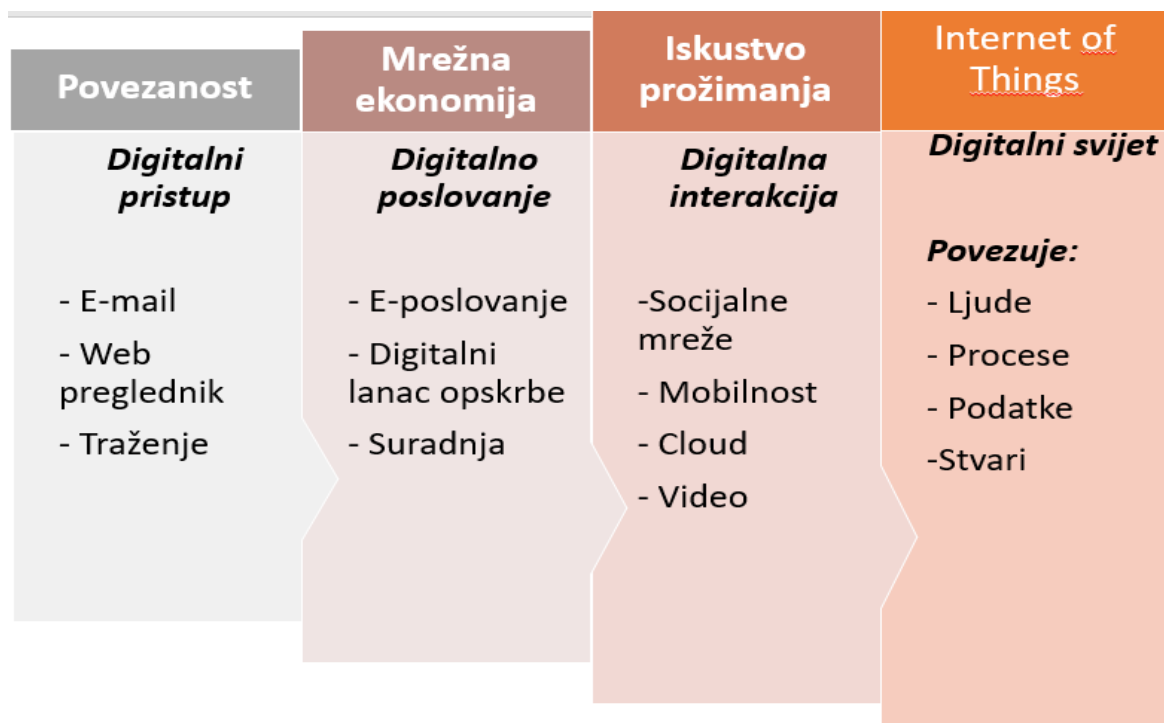 Povezanost
Digitalni
pristup
- E-mail
- Web
preglednik
- Traženje
Mrežna
ekonomija
Digitalno
poslovanje
- E-poslovanje
- Digitalni
lanac opskrbe
- Suradnja
Iskustvo
prožimanja
Digitalna
interakcija
-Socijalne
mreže
- Mobilnost
- Cloud
- Video
Internet of
Things
Digitalni svijet
Povezuje:
- Ljude
- Procese
- Podatke
-Stvari